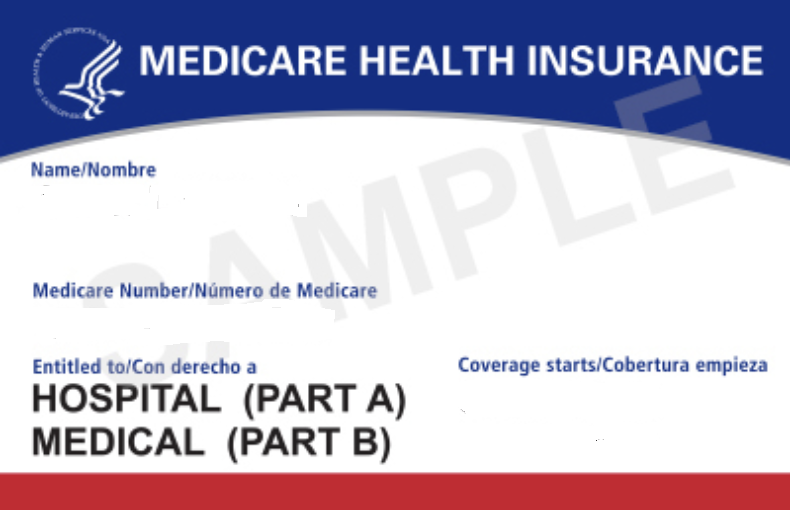 MEDICARE HEALTH INSURANCE
SAMPLE
Name/Nombre
Medicare Number/Número de Medicare
Entitled to/Con derecho a
Coverage starts/Cobertura empieza
HOSPITAL (PART A)
MEDICAL (PART B)